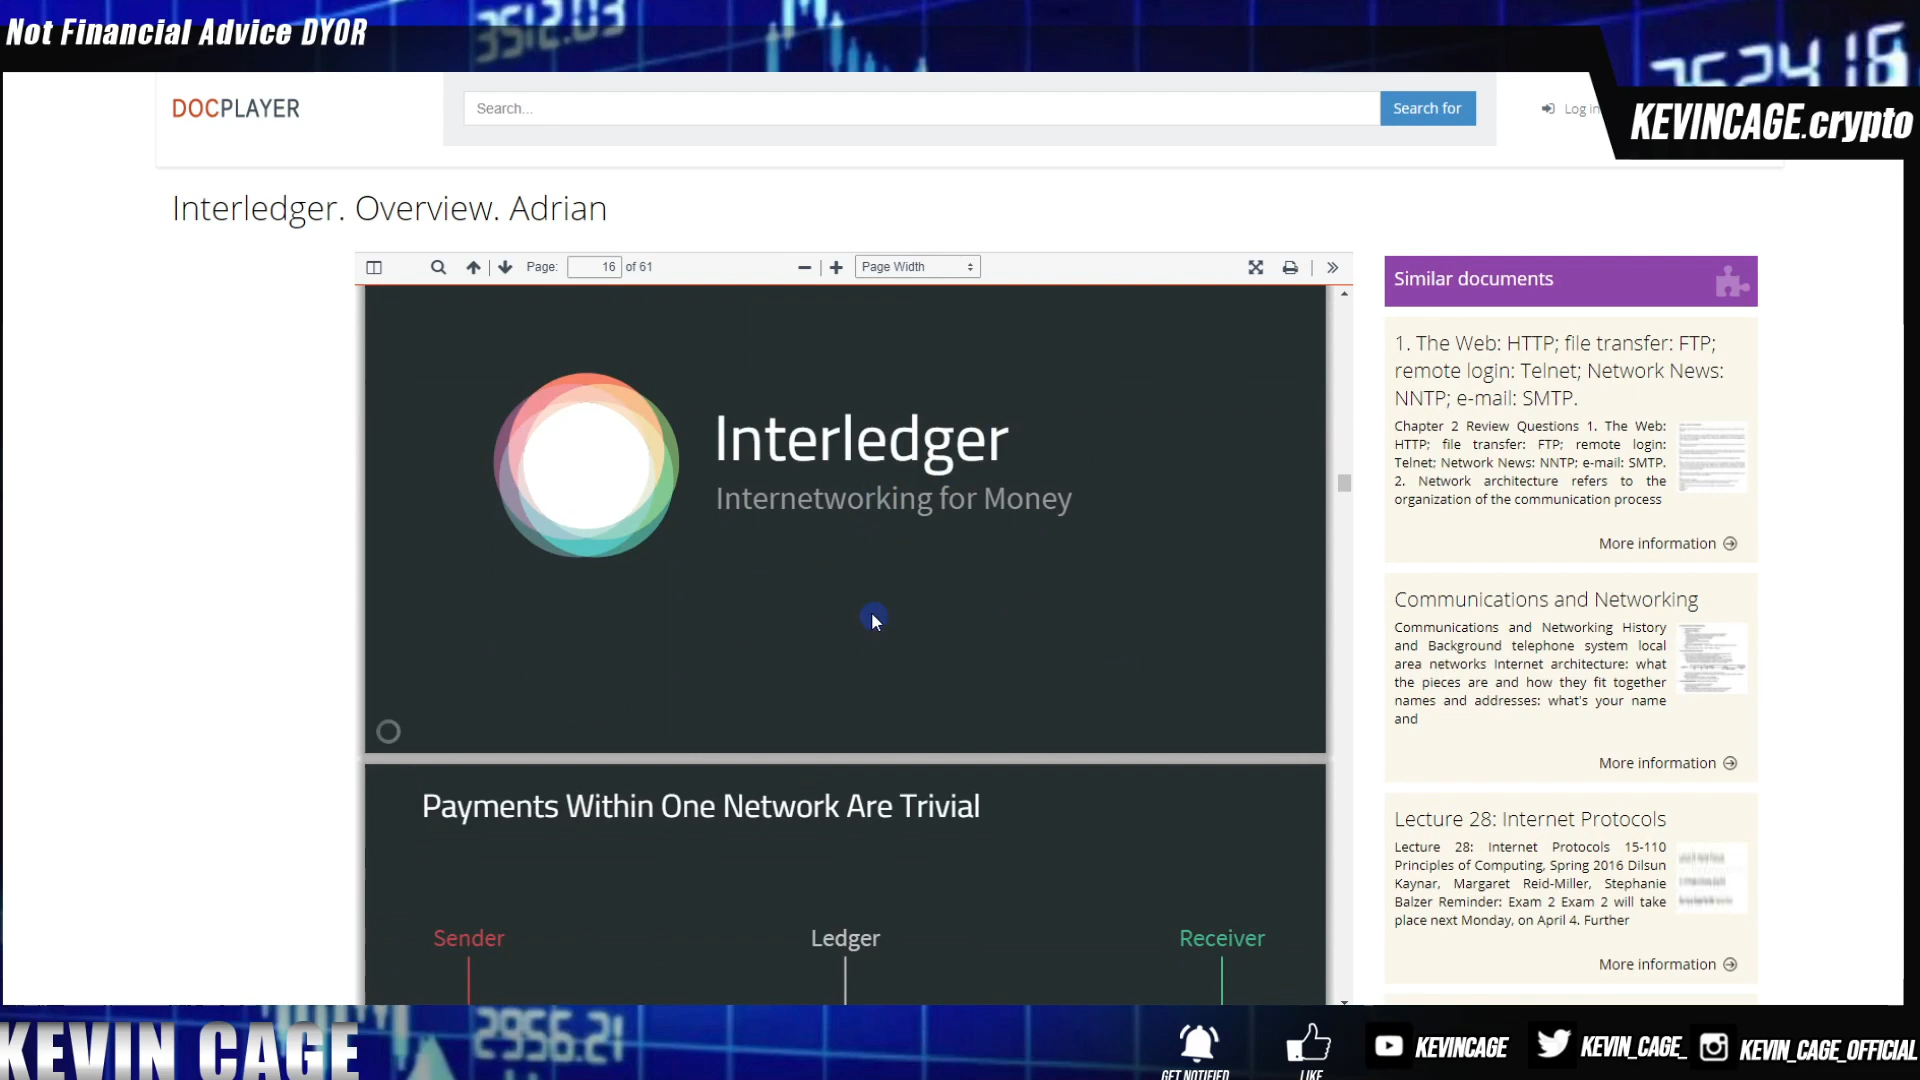 Not Financial Advice DYOR
3512.03
KEVINCAGE.crypto
DOCPLAYER
Search...
Search for
Log in
Interledger. Overview. Adrian
Page: 16 of 61
Page Width
Interledger
Internetworking for Money
Payments Within One Network Are Trivial
Sender
Ledger
Receiver
Similar documents
1. The Web: HTTP; file transfer: FTP;
remote login: Telnet; Network News:
NNTP; e-mail: SMTP.
Chapter 2 Review Questions 1. The Web:
HTTP; file transfer: FTP; remote login:
Telnet; Network News: NNTP; e-mail: SMTP.
2. Network architecture refers to the
organization of the communication process
More information
Communications and Networking
Communications and Networking History
and Background telephone system local
area networks Internet architecture: what
the pieces are and how they fit together
names and addresses: what's your name
and
More information
Lecture 28: Internet Protocols
Lecture 28: Internet Protocols 15-110
Principles of Computing, Spring 2016 Dilsun
Kaynar, Margaret Reid-Miller, Stephanie
Balzer Reminder: Exam 2 Exam 2 will take
place next Monday, on April 4. Further
More information
KEVIN CAGE
2956.21
GET NOTIFIED
LIKE
KEVINCAGE
KEVIN_CAGE_
KEVIN_CAGE_OFFICIAL